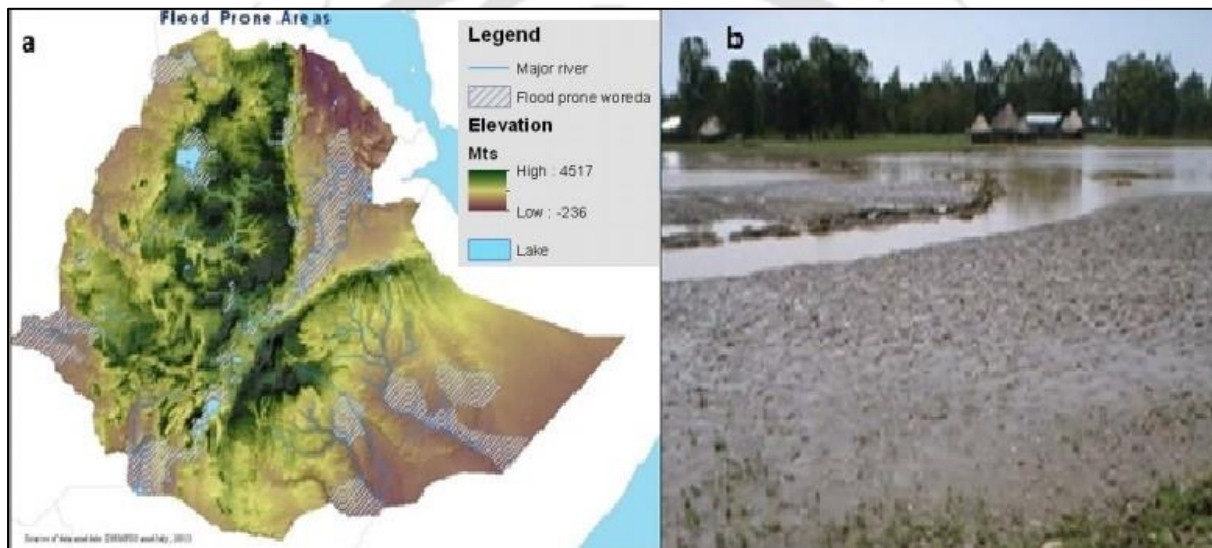 Flood Prone Areas
a
Legend
Major river
Flood prone woreda
Elevation
Mts
High : 4517
Low : -236
Lake
b